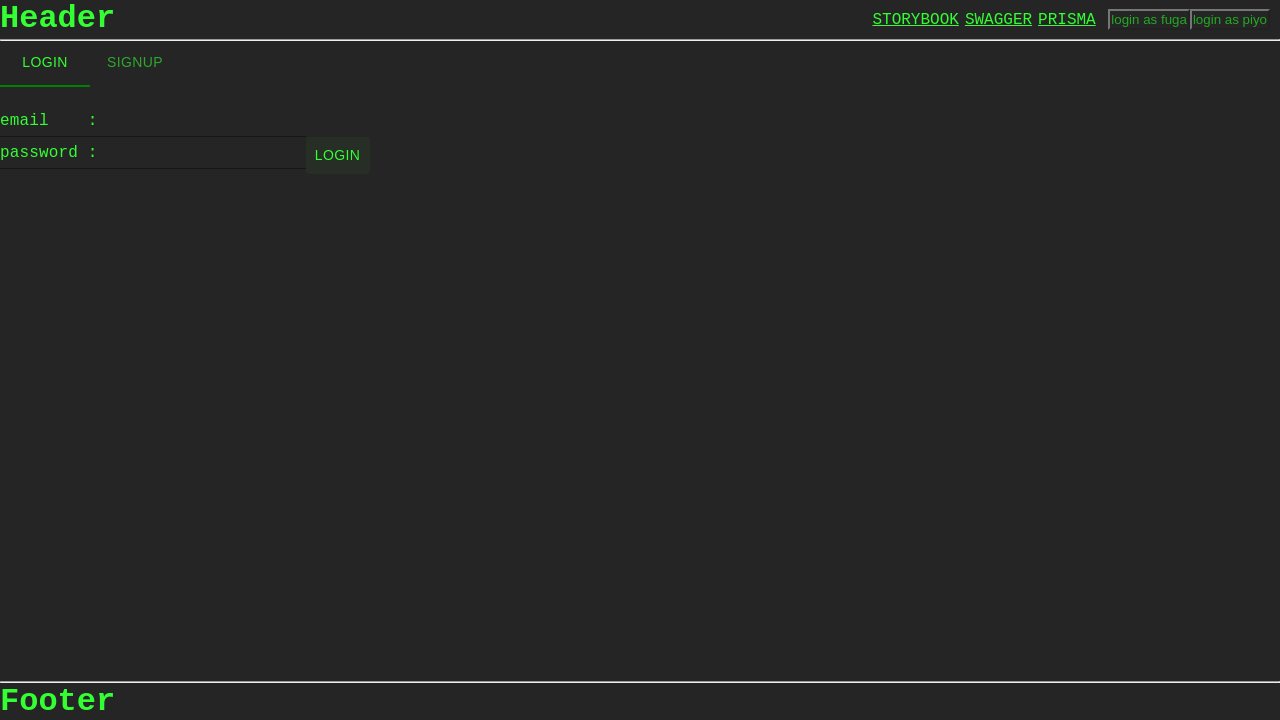 Header
STORYBOOK SWAGGER PRISMA login as fuga login as piyo
LOGIN SIGNUP
email :
password : LOGIN
Footer